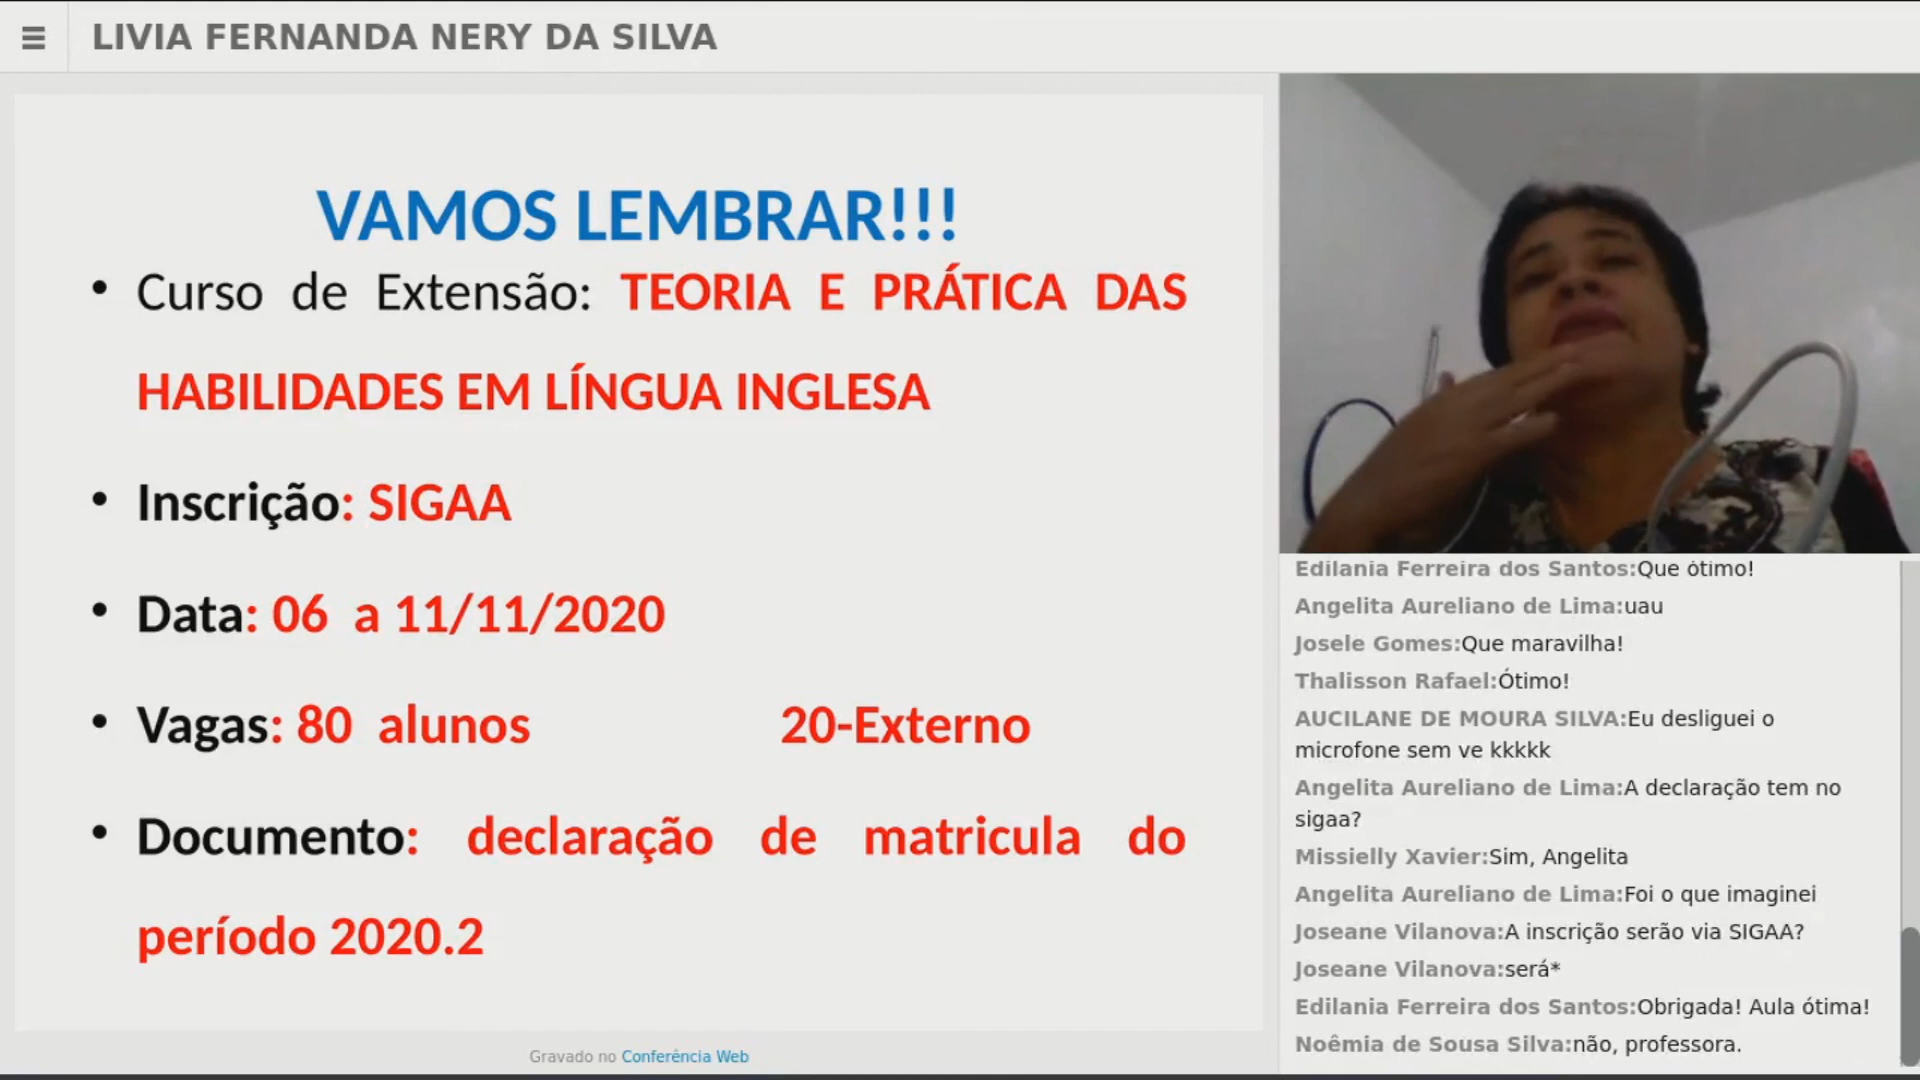 LIVIA FERNANDA NERY DA SILVA
VAMOS LEMBRAR!!!
• Curso de Extensão: TEORIA E PRÁTICA DAS
HABILIDADES EM LÍNGUA INGLESA
• Inscrição: SIGAA
• Data: 06 a 11/11/2020
• Vagas: 80 alunos 20-Externo
• Documento: declaração de matricula do
período 2020.2
Gravado no Conferência Web
Edilania Ferreira dos Santos:Que ótimo!
Angelita Aureliano de Lima:uau
Josele Gomes:Que maravilha!
Thalisson Rafael:Ótimo!
AUCILANE DE MOURA SILVA:Eu desliguei o
microfone sem ve kkkkk
Angelita Aureliano de Lima:A declaração tem no
sigaa?
Missielly Xavier:Sim, Angelita
Angelita Aureliano de Lima:Foi o que imaginei
Joseane Vilanova:A inscrição serão via SIGAA?
Joseane Vilanova:será*
Edilania Ferreira dos Santos:Obrigada! Aula ótima!
Noêmia de Sousa Silva:não, professora.